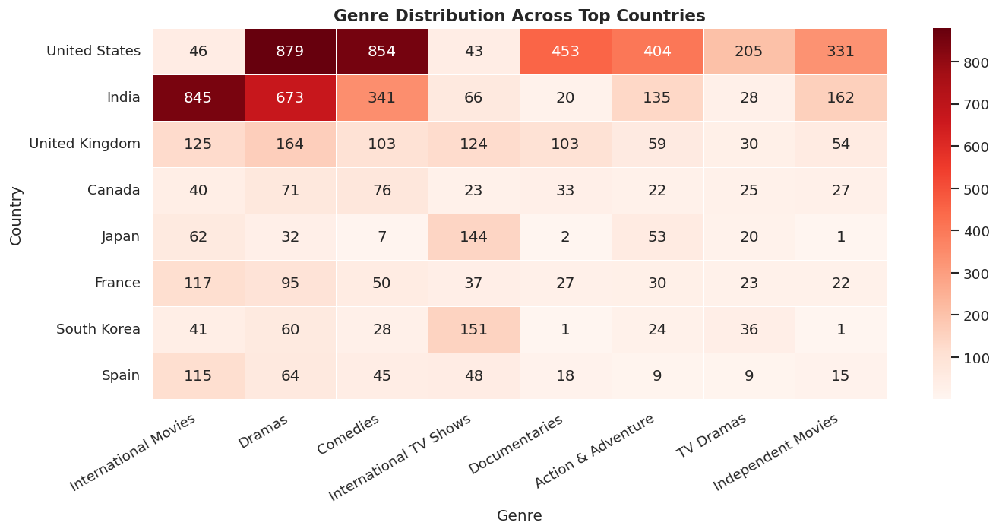 Genre Distribution Across Top Countries
United States 46 879 854 43 453 404 205 331
India 845 673 341 66 20 135 28 162
United Kingdom 125 164 103 124 103 59 30 54
Canada 40 71 76 23 33 22 25 27
Japan 62 32 7 144 2 53 20 1
France 117 95 50 37 27 30 23 22
South Korea 41 60 28 151 1 24 36 1
Spain 115 64 45 48 18 9 9 15
Country
International Movies
Dramas
Comedies
International TV Shows
Documentaries
Action & Adventure
TV Dramas
Independent Movies
Genre
800
700
600
500
400
300
200
100